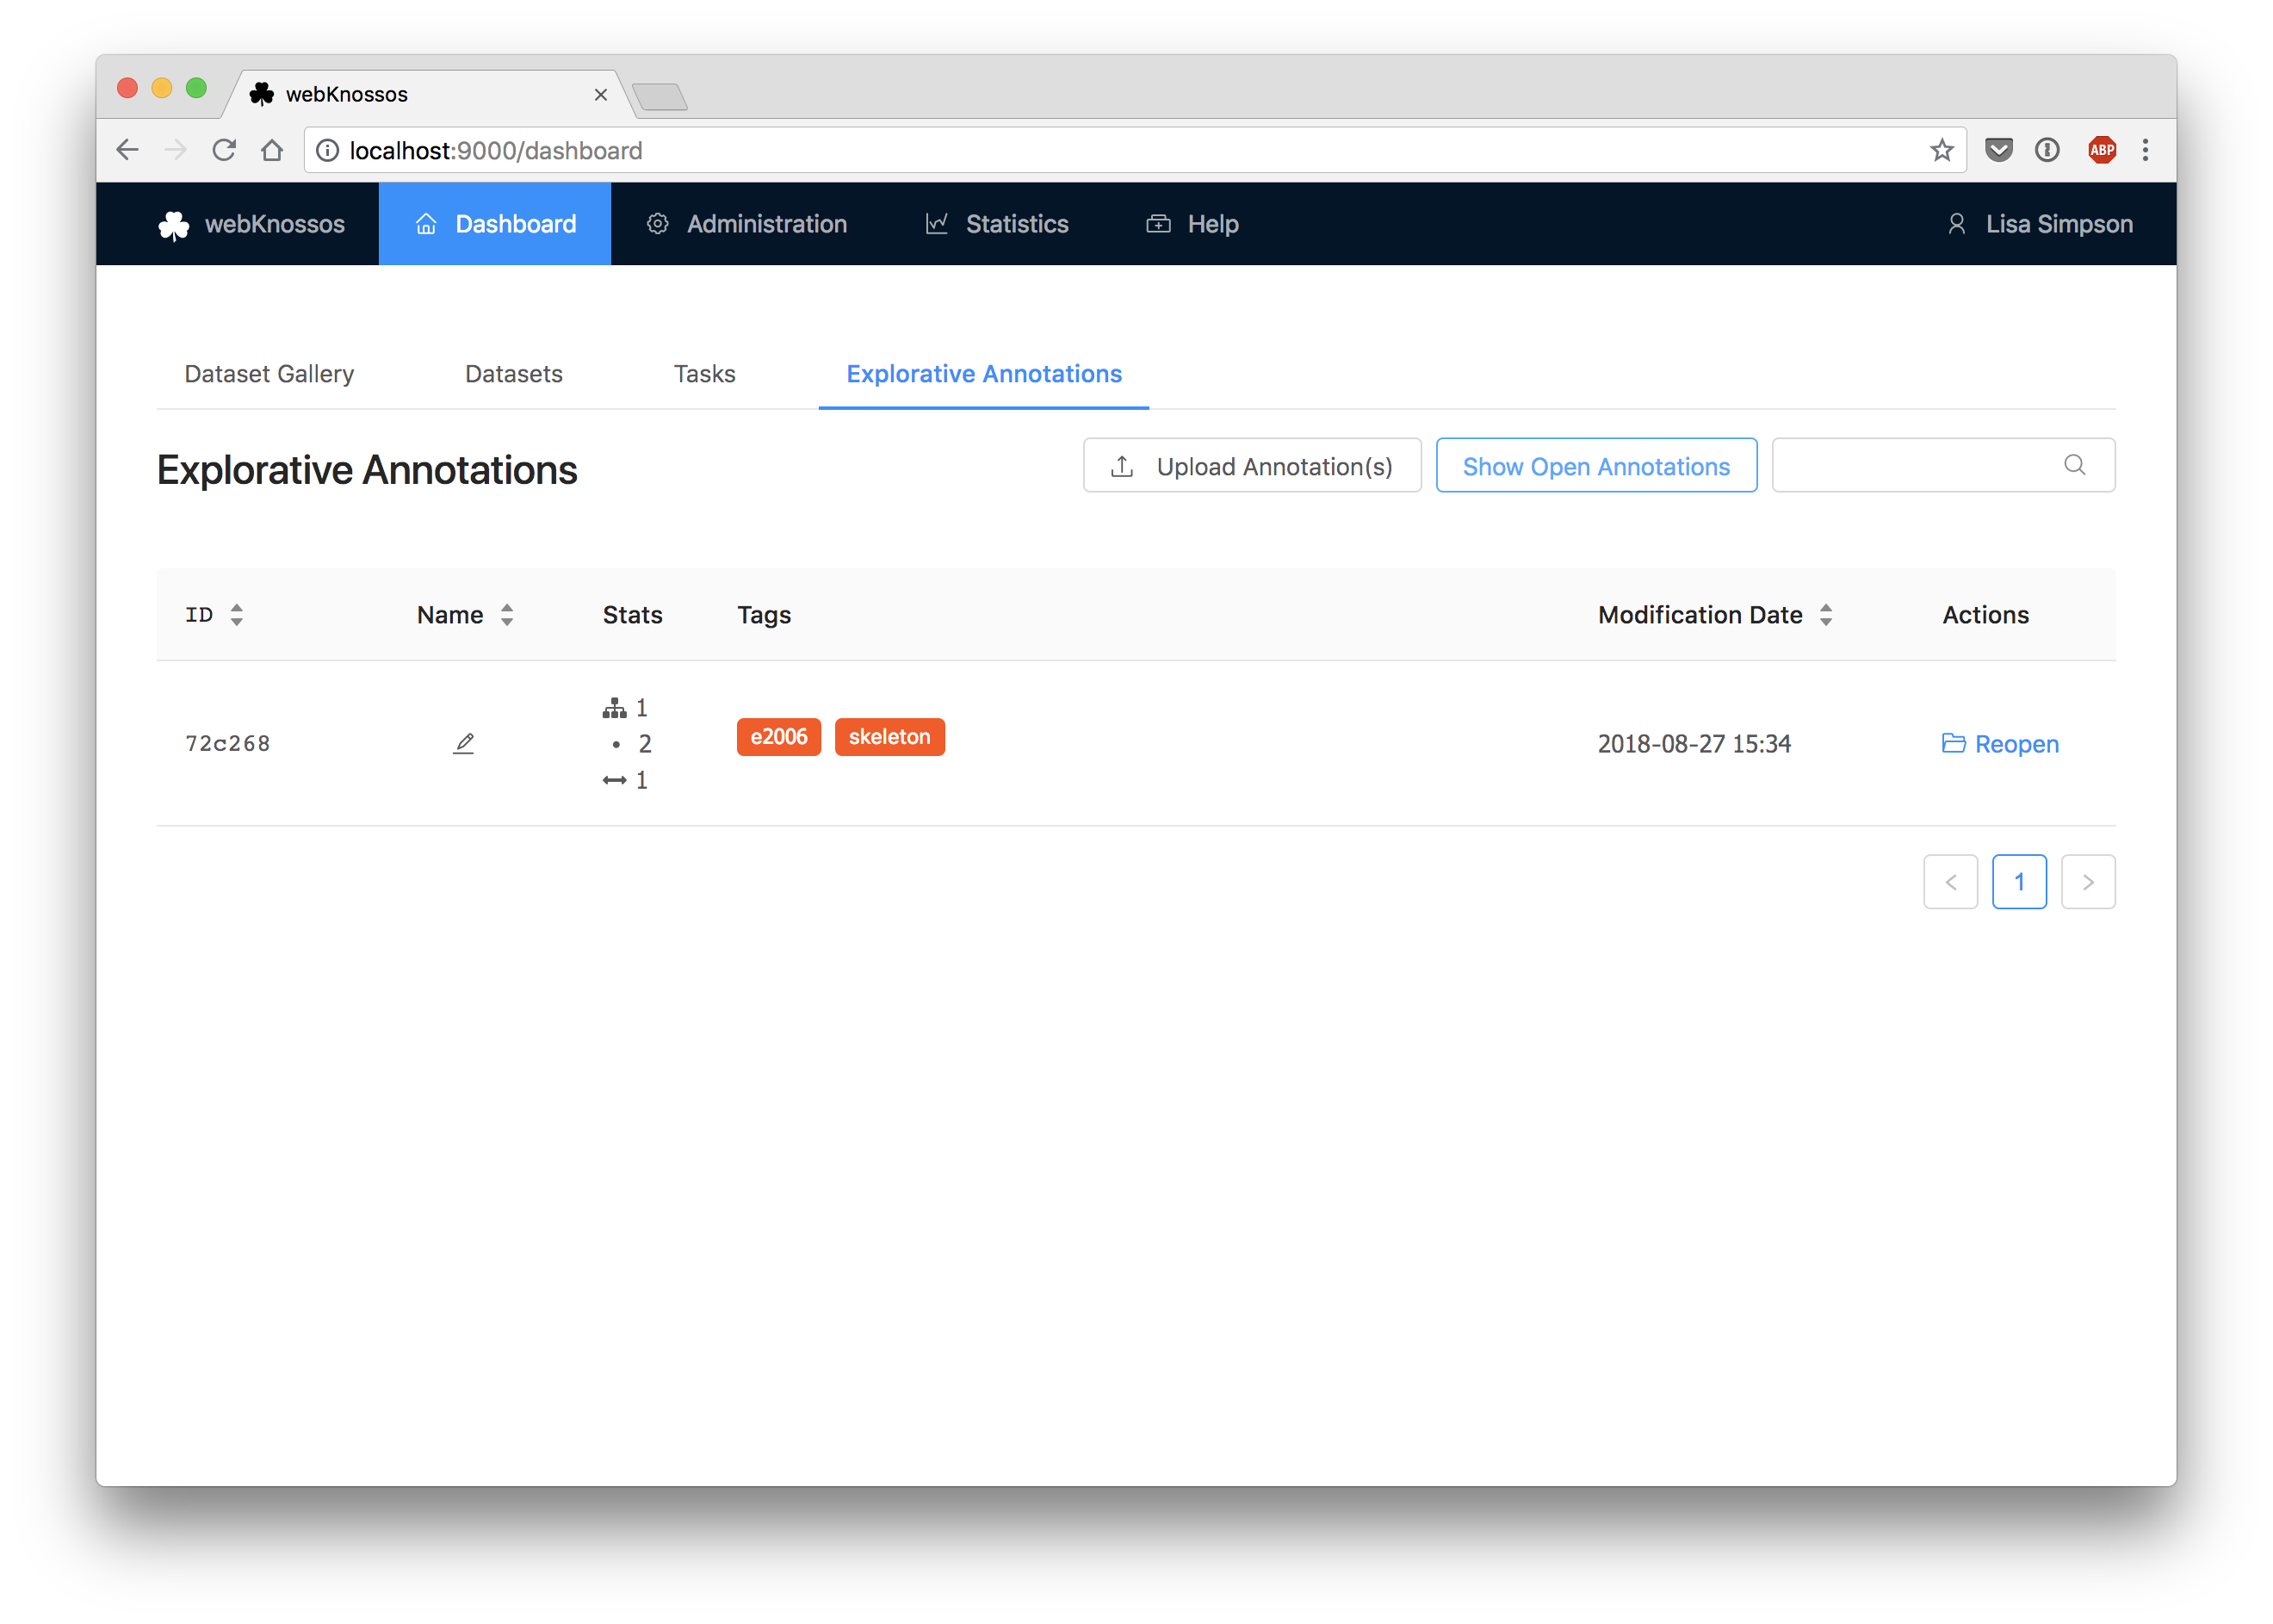 webKnossos
localhost:9000/dashboard
ABP
webKnossos Dashboard Administration Statistics Help Lisa Simpson
Dataset Gallery Datasets Tasks Explorative Annotations
Explorative Annotations Upload Annotation(s) Show Open Annotations
ID Name Stats Tags Modification Date Actions
1
72c268 2 e2006 skeleton 2018-08-27 15:34 Reopen
1
< 1 >